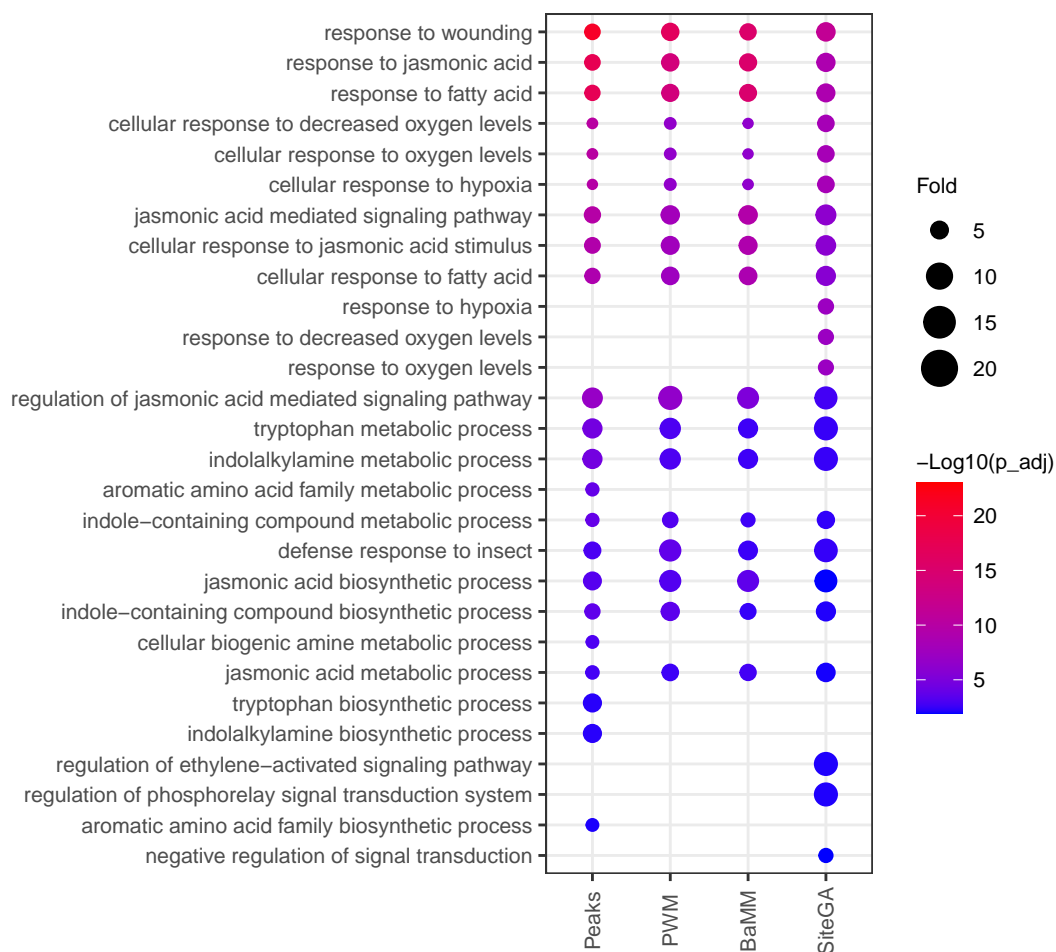 response to wounding
response to jasmonic acid
response to fatty acid
cellular response to decreased oxygen levels
cellular response to oxygen levels
cellular response to hypoxia
jasmonic acid mediated signaling pathway
cellular response to jasmonic acid stimulus
cellular response to fatty acid
response to hypoxia
response to decreased oxygen levels
response to oxygen levels
regulation of jasmonic acid mediated signaling pathway
tryptophan metabolic process
indolalkylamine metabolic process
aromatic amino acid family metabolic process
indole−containing compound metabolic process
defense response to insect
jasmonic acid biosynthetic process
indole−containing compound biosynthetic process
cellular biogenic amine metabolic process
jasmonic acid metabolic process
tryptophan biosynthetic process
indolalkylamine biosynthetic process
regulation of ethylene−activated signaling pathway
regulation of phosphorelay signal transduction system
aromatic amino acid family biosynthetic process
negative regulation of signal transduction
Peaks
PWM
BaMM
SiteGA
Fold
5
10
15
20
−Log10(p_adj)
20
15
10
5